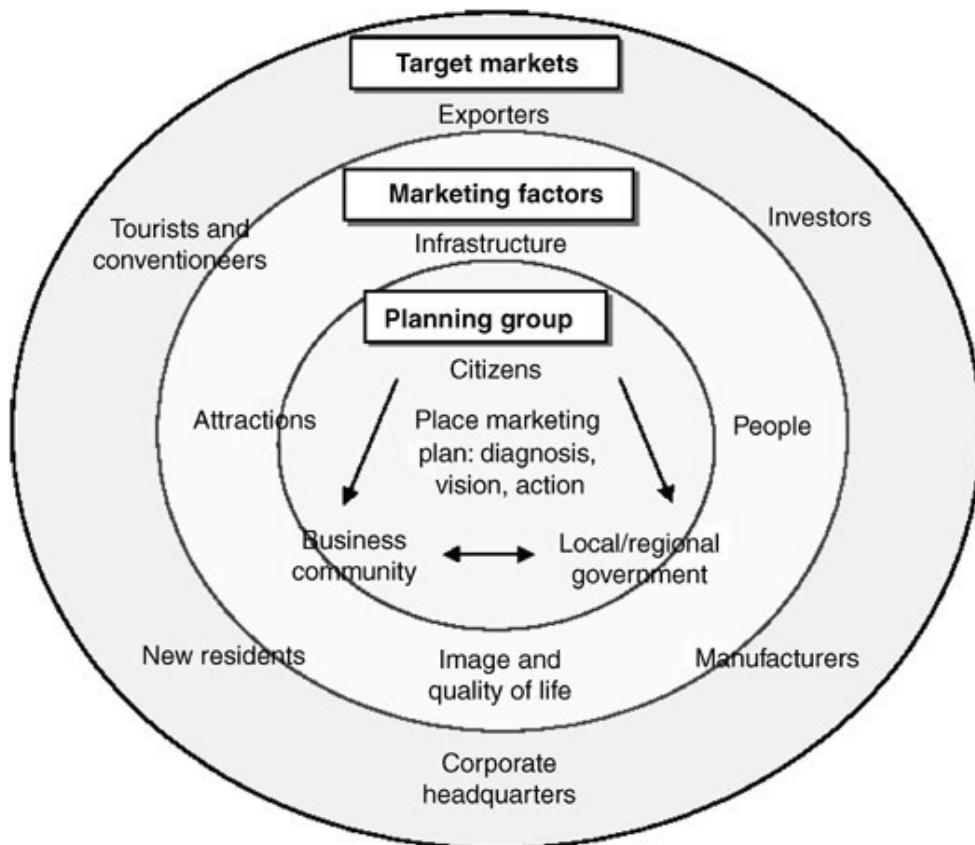 Target markets
Exporters
Marketing factors
Tourists and
conventioneers
Investors
Infrastructure
Planning group
Citizens
Attractions
Place marketing
plan: diagnosis,
vision, action
People
Business
community
Local/regional
government
New residents
Image and
quality of life
Manufacturers
Corporate
headquarters